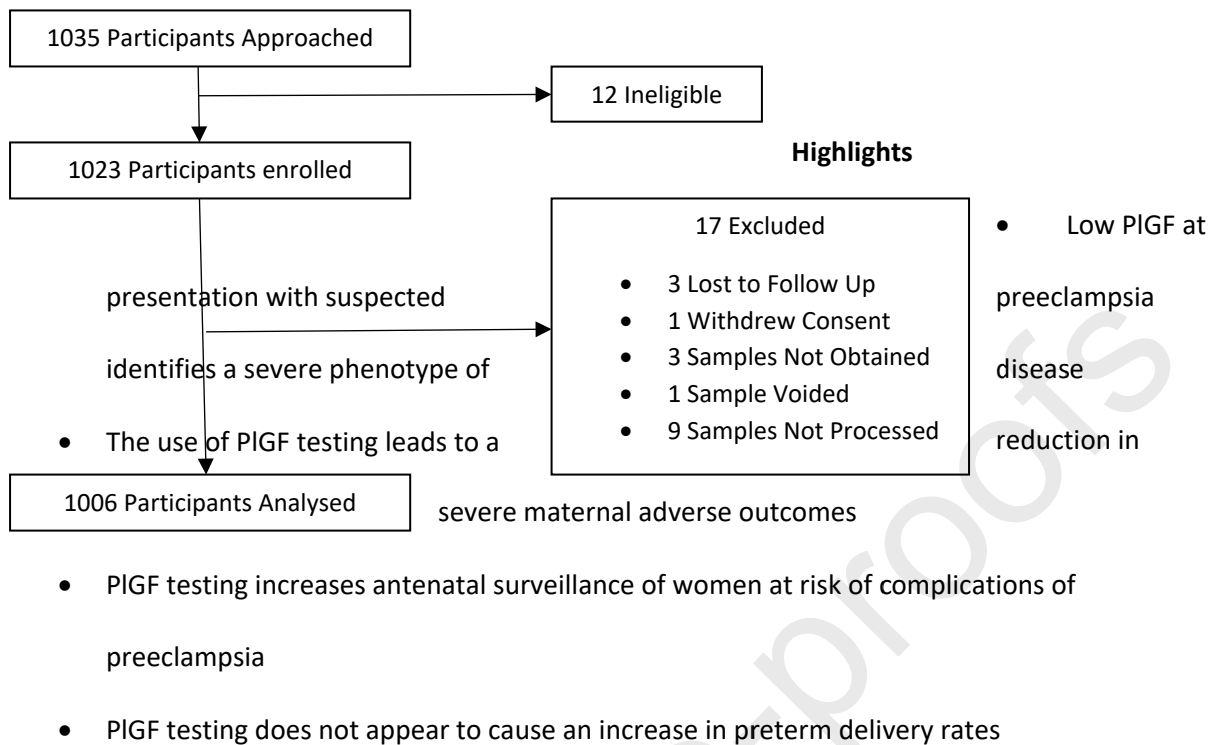 1035 Participants Approached
12 Ineligible
1023 Participants enrolled
17 Excluded
• 3 Lost to Follow Up
• 1 Withdrew Consent
• 3 Samples Not Obtained
• 1 Sample Voided
• 9 Samples Not Processed
1006 Participants Analysed
Highlights
• Low PlGF at
presentation with suspected preeclampsia
identifies a severe phenotype of disease
• The use of PlGF testing leads to a reduction in
severe maternal adverse outcomes
• PlGF testing increases antenatal surveillance of women at risk of complications of
preeclampsia
• PlGF testing does not appear to cause an increase in preterm delivery rates